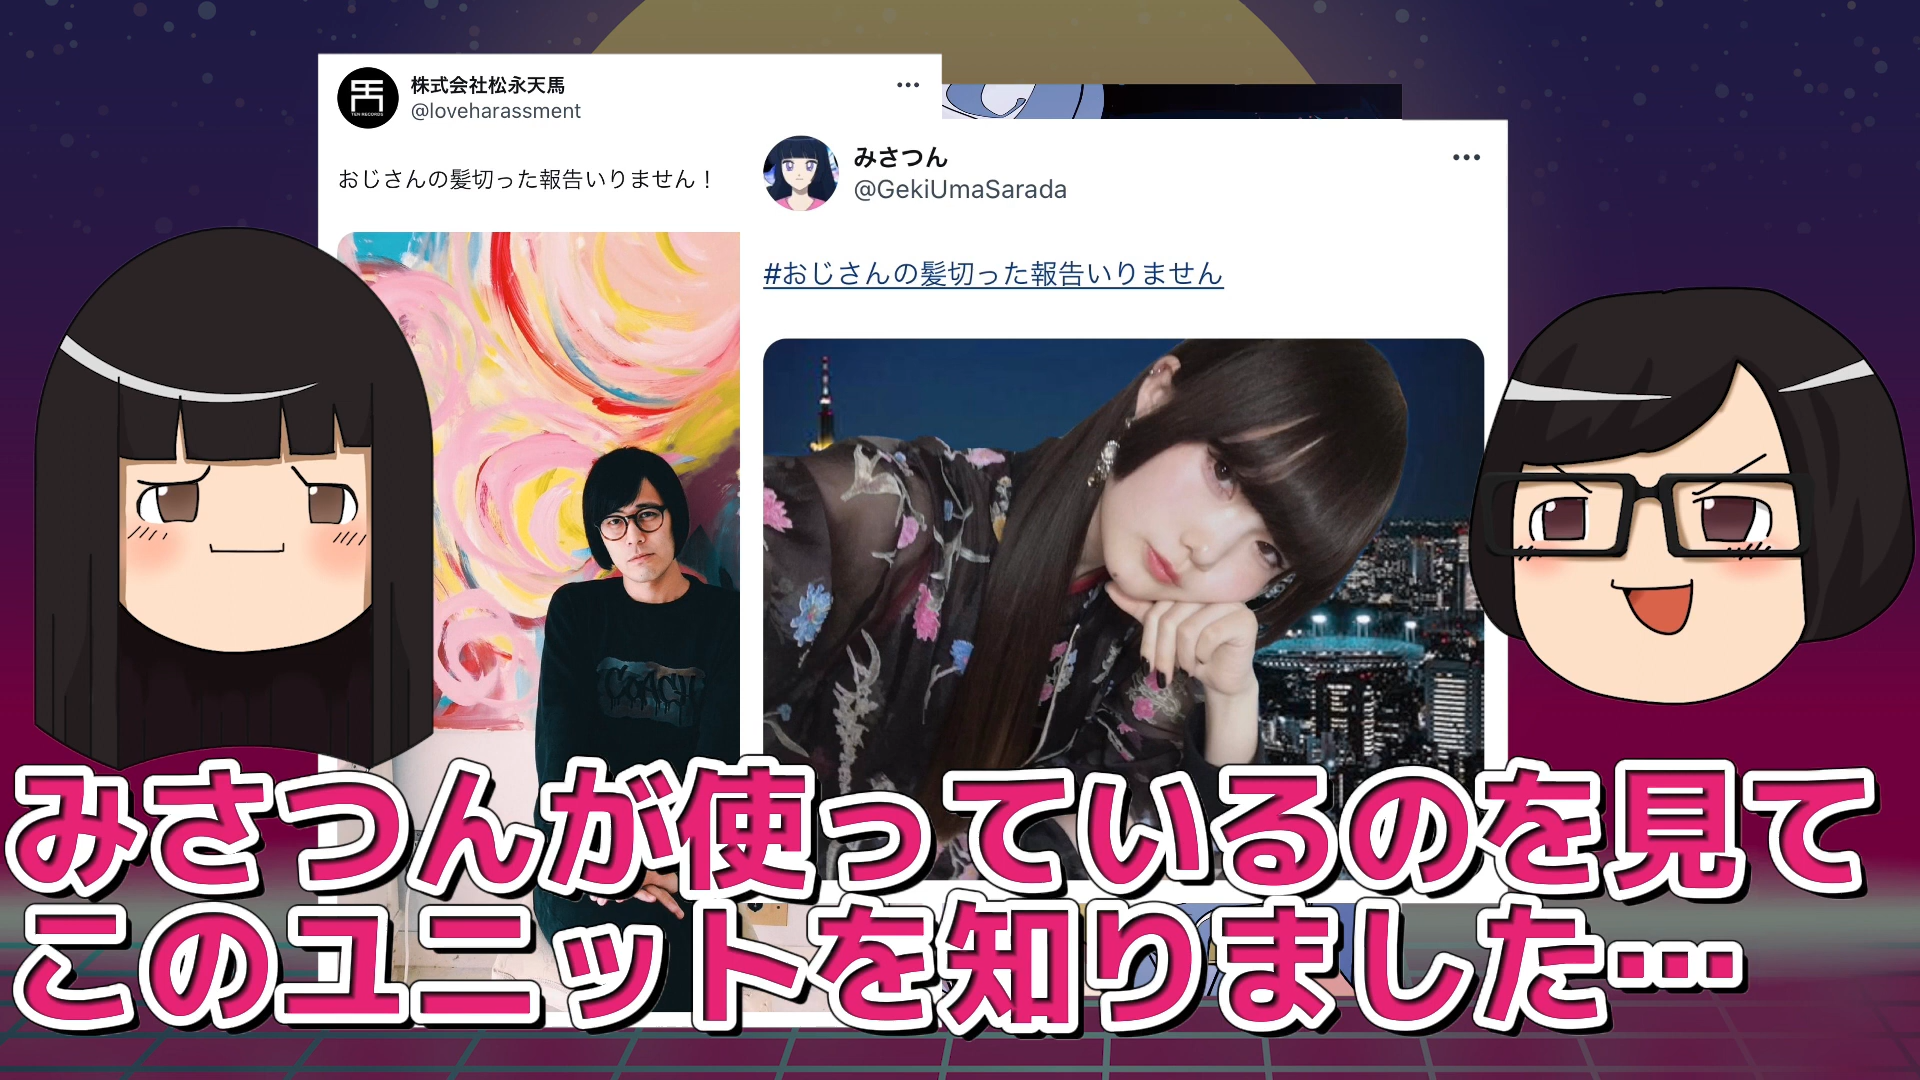 株式会社松永天馬
@loveharassment
TEN RECORDS
おじさんの髪切った報告いりません！
みさつん
@GekiUmaSarada
#おじさんの髪切った報告いりません
COACH
みさつんが使っているのを見て
このユニットを知りました…